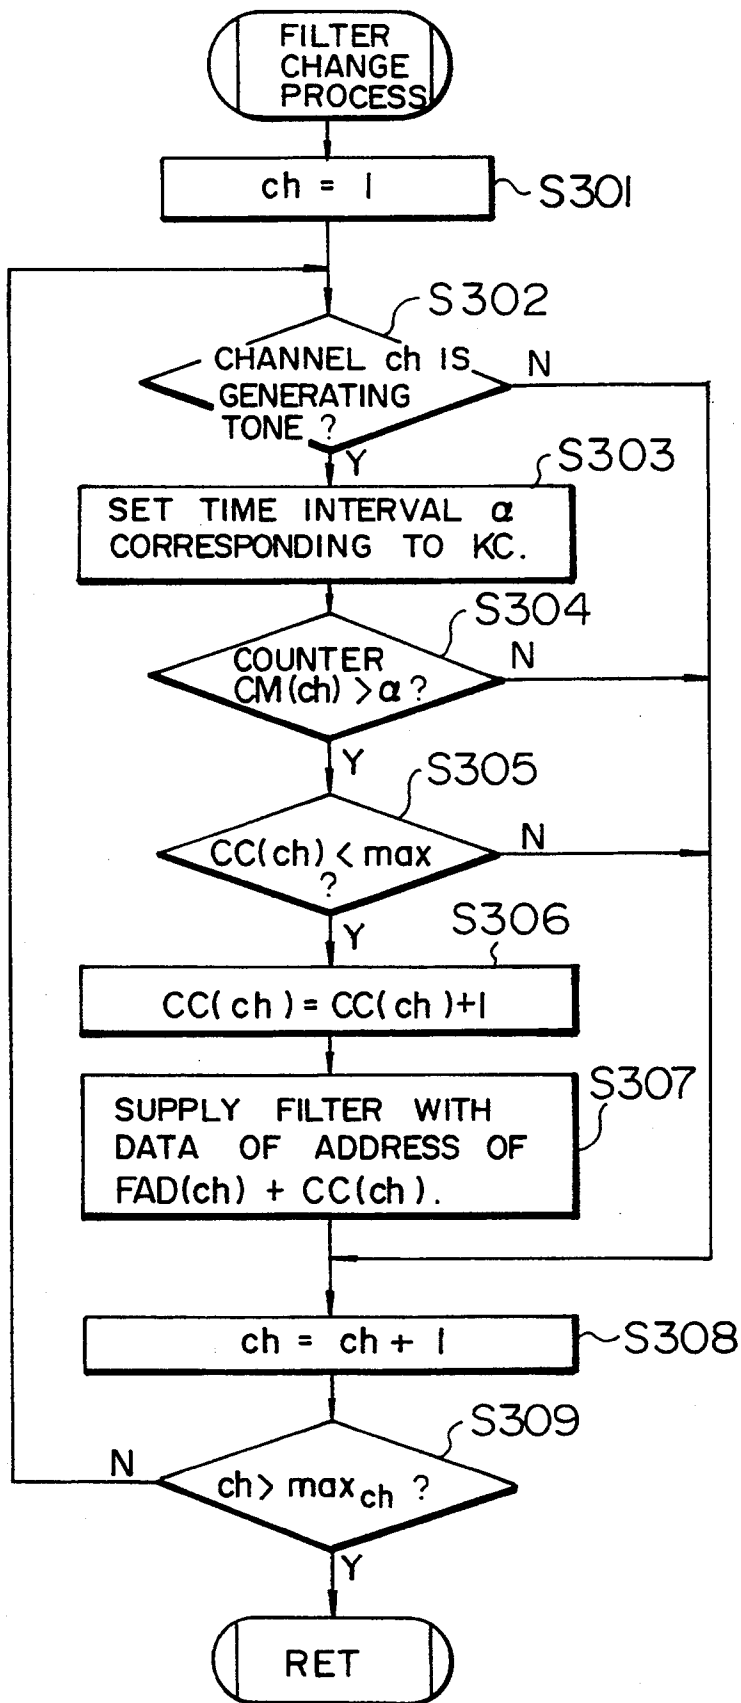 FILTER
CHANGE
PROCESS
ch = 1
S301
S302
CHANNEL ch IS
GENERATING
TONE ?
N
Y
S303
SET TIME INTERVAL α
CORRESPONDING TO KC.
S304
COUNTER
CM(ch) > α ?
N
Y
S305
CC(ch) < max
?
N
Y
S306
CC(ch) = CC(ch)+1
S307
SUPPLY FILTER WITH
DATA OF ADDRESS OF
FAD(ch) + CC(ch).
ch = ch + 1
S308
S309
N
ch > max ch ?
Y
RET